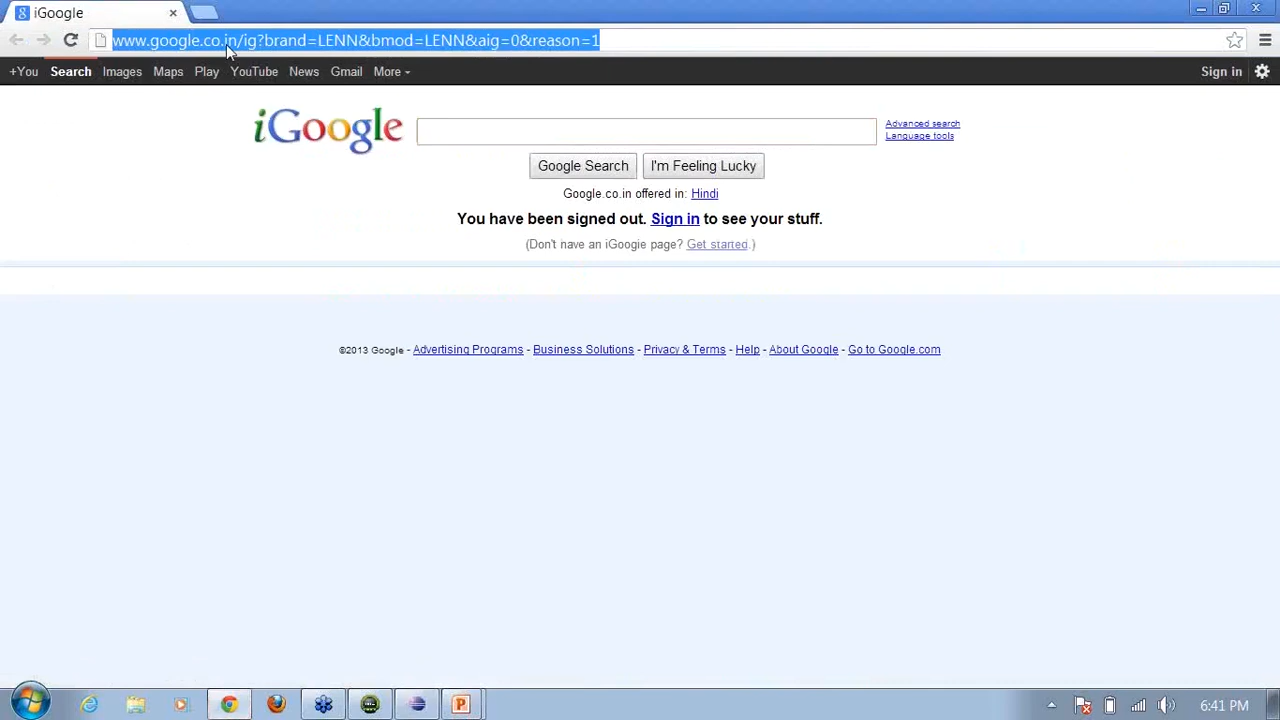 iGoogle
www.google.co.in/ig?brand=LENN&bmod=LENN&aig=0&reason=1
+You Search Images Maps Play YouTube News Gmail More Sign in
iGoogle
Advanced search
Language tools
Google Search I'm Feeling Lucky
Google.co.in offered in: Hindi
You have been signed out. Sign in to see your stuff.
(Don't have an iGoogle page? Get started.)
©2013 Google - Advertising Programs - Business Solutions - Privacy & Terms - Help - About Google - Go to Google.com
6:41 PM